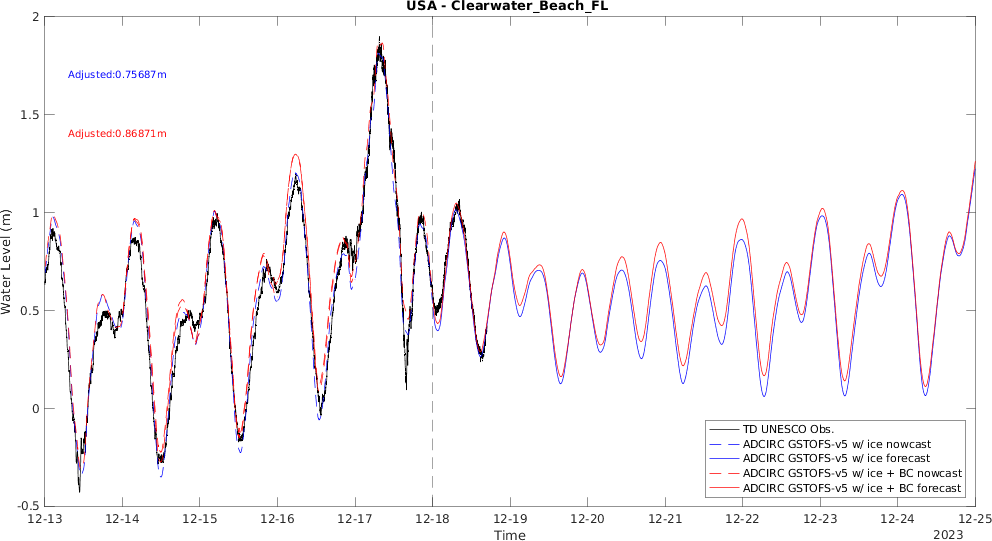 USA - Clearwater_Beach_FL
2
1.5
1
0.5
0
-0.5
Water Level (m)
Adjusted:0.75687m
Adjusted:0.86871m
TD UNESCO Obs.
ADCIRC GSTOFS-v5 w/ ice nowcast
ADCIRC GSTOFS-v5 w/ ice forecast
ADCIRC GSTOFS-v5 w/ ice + BC nowcast
ADCIRC GSTOFS-v5 w/ ice + BC forecast
12-13 12-14 12-15 12-16 12-17 12-18 12-19 12-20 12-21 12-22 12-23 12-24 12-25
Time
2023